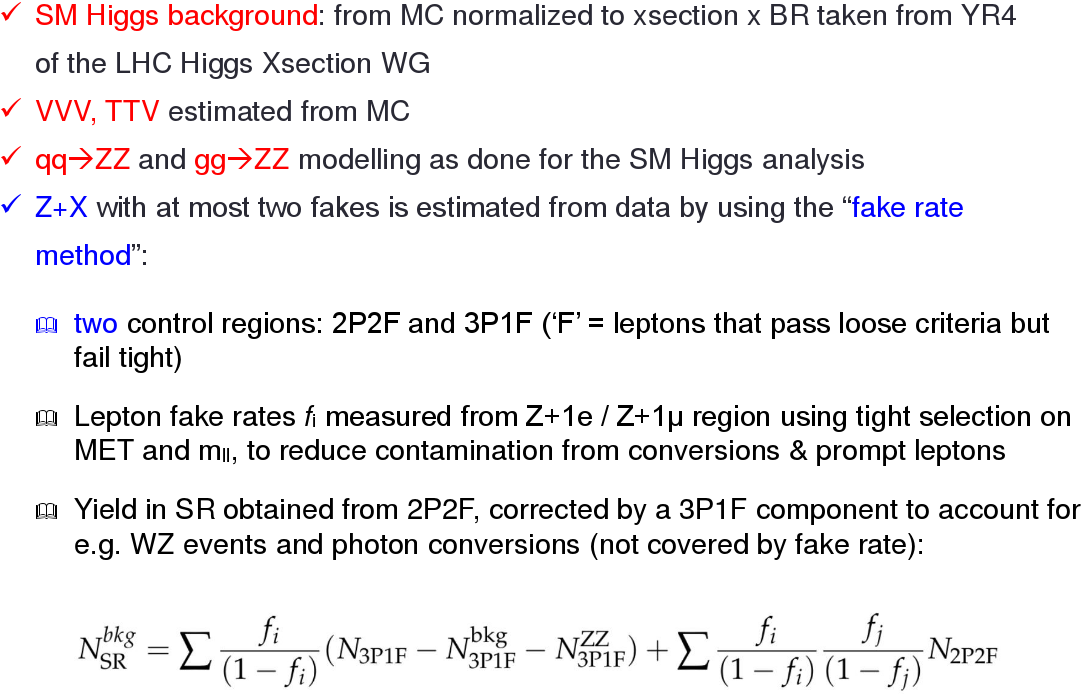 ✓ SM Higgs background: from MC normalized to xsection x BR taken from YR4
of the LHC Higgs Xsection WG
✓ VVV, TTV estimated from MC
✓ qq→ZZ and gg→ZZ modelling as done for the SM Higgs analysis
✓ Z+X with at most two fakes is estimated from data by using the “fake rate
method”:
🕮 two control regions: 2P2F and 3P1F (‘F’ = leptons that pass loose criteria but
fail tight)
🕮 Lepton fake rates fi measured from Z+1e / Z+1μ region using tight selection on
MET and mll, to reduce contamination from conversions & prompt leptons
🕮 Yield in SR obtained from 2P2F, corrected by a 3P1F component to account for
e.g. WZ events and photon conversions (not covered by fake rate):
$N_{\mathrm{SR}}^{bkg} = \sum \frac{f_i}{(1-f_i)} (N_{\mathrm{3P1F}} - N_{\mathrm{3P1F}}^{\mathrm{bkg}} - N_{\mathrm{3P1F}}^{\mathrm{ZZ}}) + \sum \frac{f_i}{(1-f_i)} \frac{f_j}{(1-f_j)} N_{\mathrm{2P2F}}$